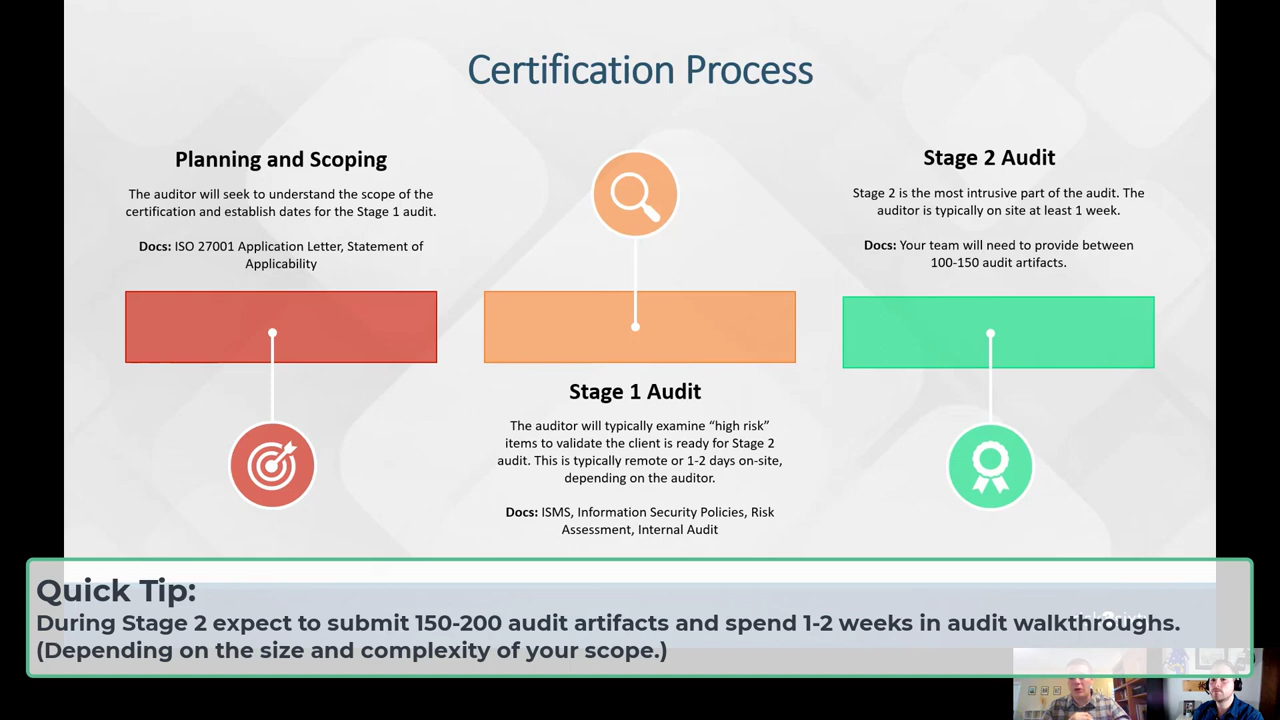 Certification Process
Planning and Scoping
The auditor will seek to understand the scope of the
certification and establish dates for the Stage 1 audit.
Docs: ISO 27001 Application Letter, Statement of
Applicability
Stage 1 Audit
The auditor will typically examine “high risk”
items to validate the client is ready for Stage 2
audit. This is typically remote or 1-2 days on-site,
depending on the auditor.
Docs: ISMS, Information Security Policies, Risk
Assessment, Internal Audit
Stage 2 Audit
Stage 2 is the most intrusive part of the audit. The
auditor is typically on site at least 1 week.
Docs: Your team will need to provide between
100-150 audit artifacts.
Quick Tip:
During Stage 2 expect to submit 150-200 audit artifacts and spend 1-2 weeks in audit walkthroughs.
(Depending on the size and complexity of your scope.)